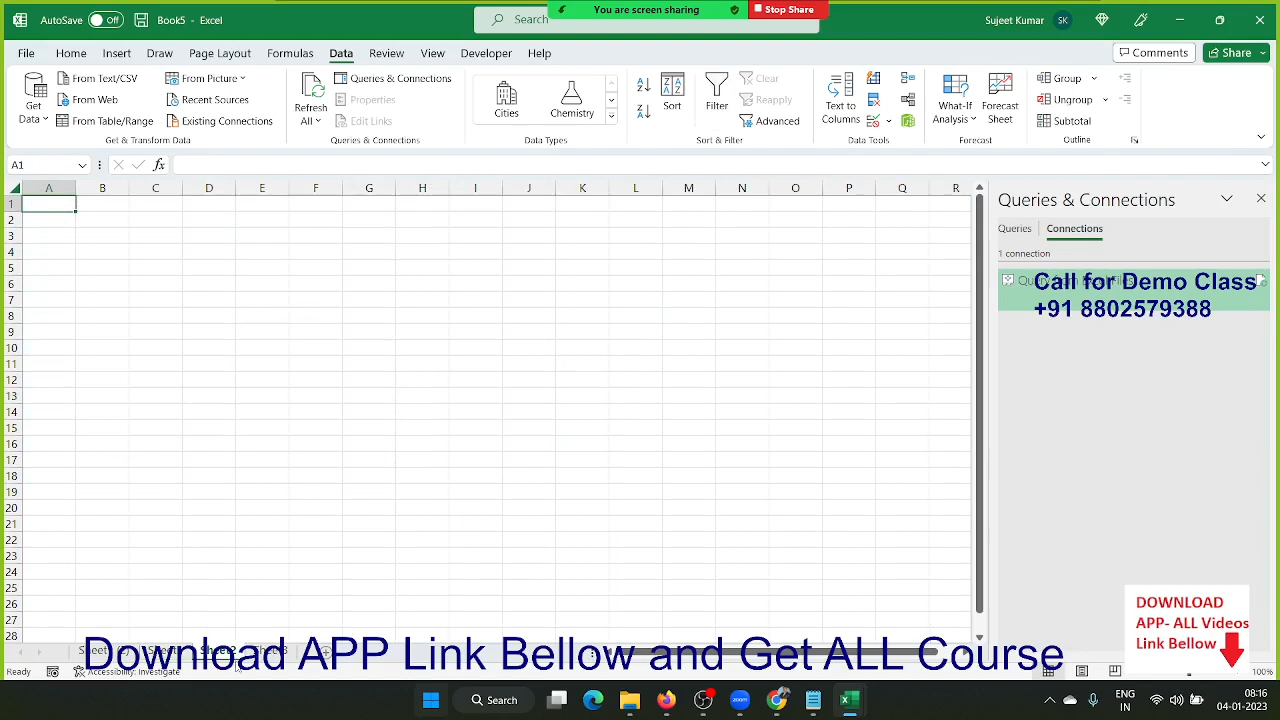 You are screen sharing
Stop Share
AutoSave Off Book5 - Excel Search Sujeet Kumar SK
File Home Insert Draw Page Layout Formulas Data Review View Developer Help Comments Share
Get Data
From Text/CSV
From Web
From Table/Range
From Picture
Recent Sources
Existing Connections
Get & Transform Data
Refresh All
Queries & Connections
Properties
Edit Links
Queries & Connections
Cities
Chemistry
Data Types
Sort
Filter
Clear
Reapply
Advanced
Sort & Filter
Text to Columns
Data Tools
What-If Analysis
Forecast Sheet
Forecast
Group
Ungroup
Subtotal
Outline
A1 fx
A B C D E F G H I J K L M N O P Q R
1
2
3
4
5
6
7
8
9
10
11
12
13
14
15
16
17
18
19
20
21
22
23
24
25
26
27
28
Queries & Connections
Queries Connections
1 connection
Call for Demo Class
+91 8802579388
DOWNLOAD
APP- ALL Videos
Link Bellow
Download APP Link Bellow and Get ALL Course
Ready Accessibility: Investigate 100%
Search
zoom
ENG
IN
08:16
04-01-2023